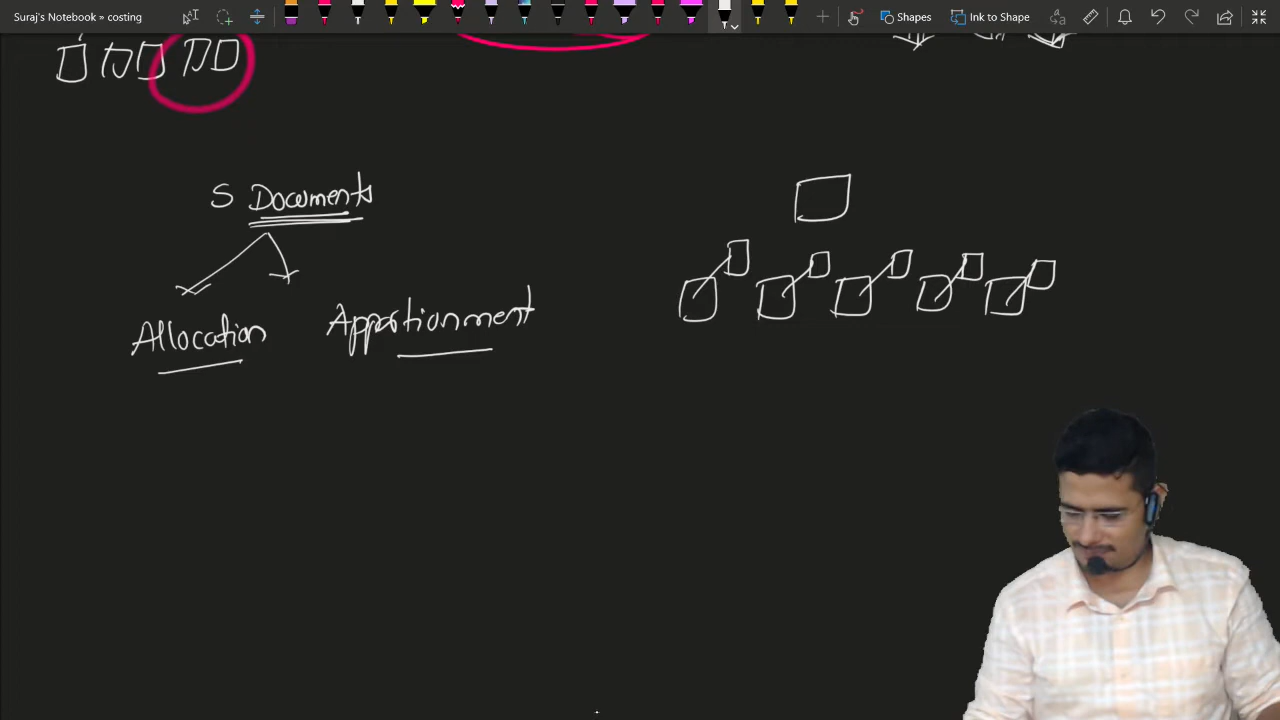 Suraj's Notebook » costing
Shapes
Ink to Shape
S Documents
Allocation
Apportionment